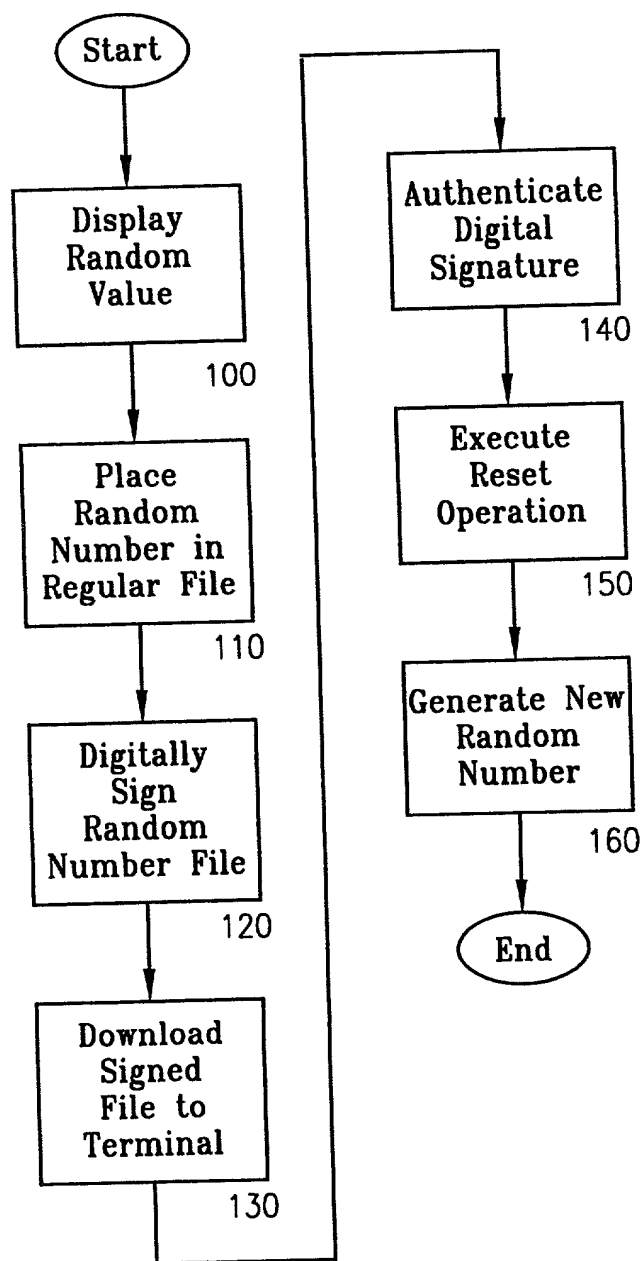 Start
Display
Random
Value
100
Place
Random
Number in
Regular File
110
Digitally
Sign
Random
Number File
120
Download
Signed
File to
Terminal
130
Authenticate
Digital
Signature
140
Execute
Reset
Operation
150
Generate New
Random
Number
160
End